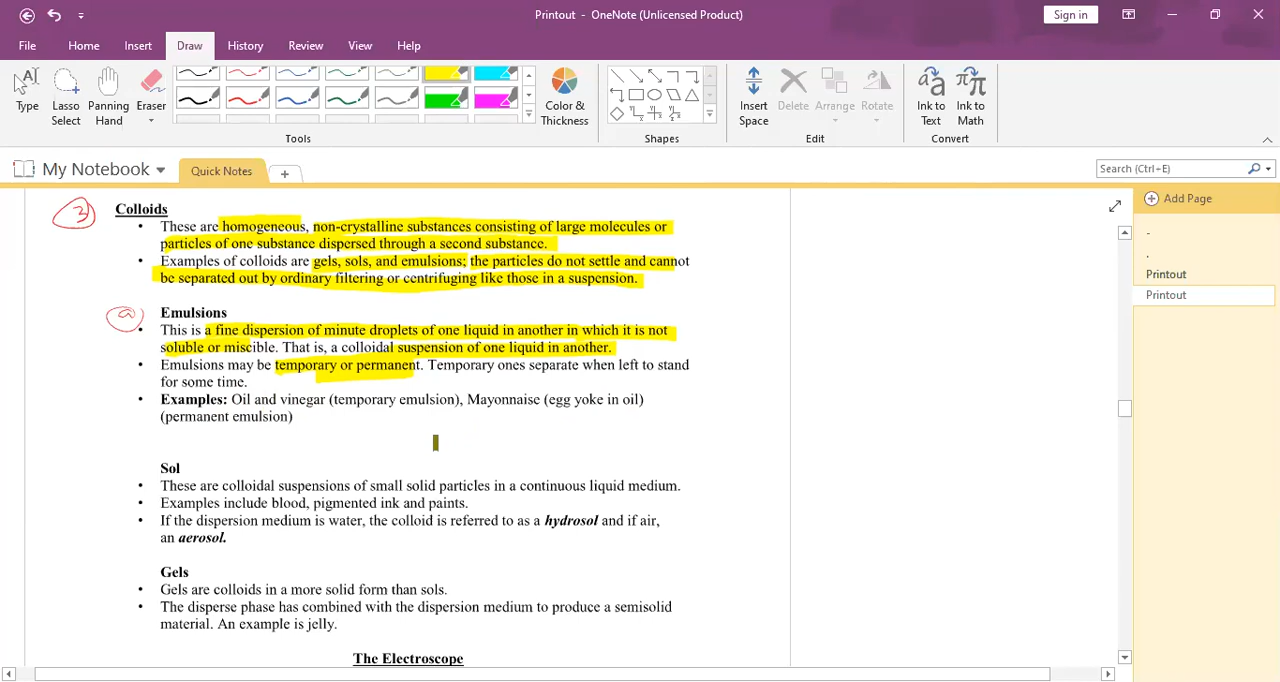 Printout - OneNote (Unlicensed Product)
Sign in
File Home Insert Draw History Review View Help
Type
Lasso Select
Panning Hand
Eraser
Color & Thickness
Insert Space
Delete
Arrange
Rotate
Ink to Text
Ink to Math
Tools
Shapes
Edit
Convert
My Notebook
Quick Notes
+
Search (Ctrl+E)
Add Page
-
.
Printout
Printout
3
Colloids
• These are homogeneous, non-crystalline substances consisting of large molecules or
particles of one substance dispersed through a second substance.
• Examples of colloids are gels, sols, and emulsions; the particles do not settle and cannot
be separated out by ordinary filtering or centrifuging like those in a suspension.
a
Emulsions
• This is a fine dispersion of minute droplets of one liquid in another in which it is not
soluble or miscible. That is, a colloidal suspension of one liquid in another.
• Emulsions may be temporary or permanent. Temporary ones separate when left to stand
for some time.
• Examples: Oil and vinegar (temporary emulsion), Mayonnaise (egg yoke in oil)
(permanent emulsion)
Sol
• These are colloidal suspensions of small solid particles in a continuous liquid medium.
• Examples include blood, pigmented ink and paints.
• If the dispersion medium is water, the colloid is referred to as a hydrosol and if air,
an aerosol.
Gels
• Gels are colloids in a more solid form than sols.
• The disperse phase has combined with the dispersion medium to produce a semisolid
material. An example is jelly.
The Electroscope